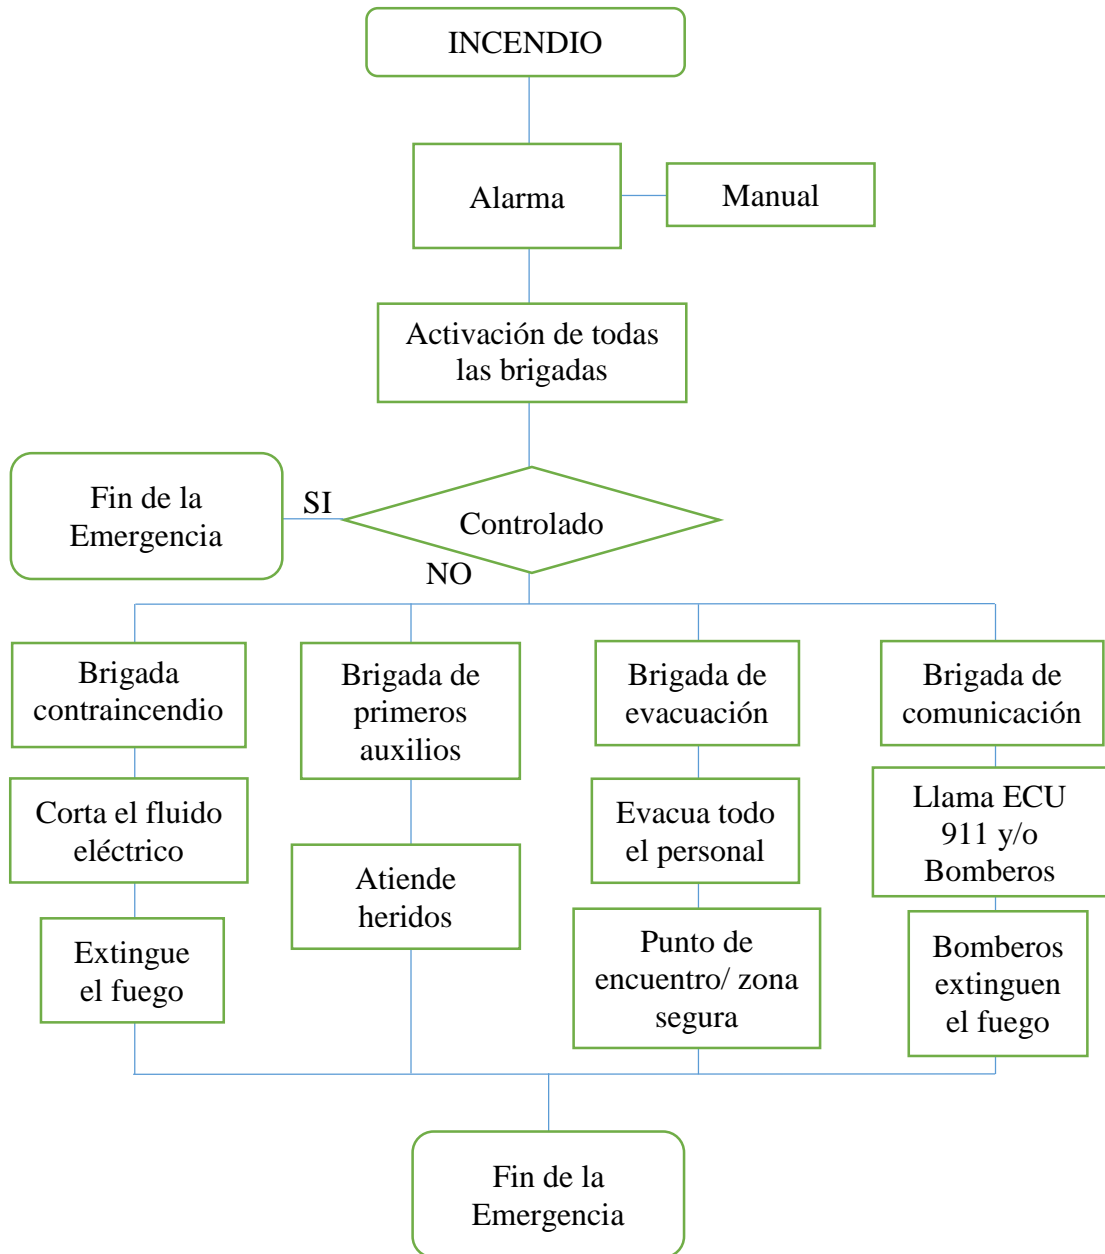 INCENDIO
Alarma
Manual
Activación de todas
las brigadas
Fin de la
Emergencia
SI
Controlado
NO
Brigada
contraincendio
Brigada de
primeros
auxilios
Brigada de
evacuación
Brigada de
comunicación
Corta el fluido
eléctrico
Atiende
heridos
Evacua todo
el personal
Llama ECU
911 y/o
Bomberos
Extingue
el fuego
Punto de
encuentro/ zona
segura
Bomberos
extinguen
el fuego
Fin de la
Emergencia